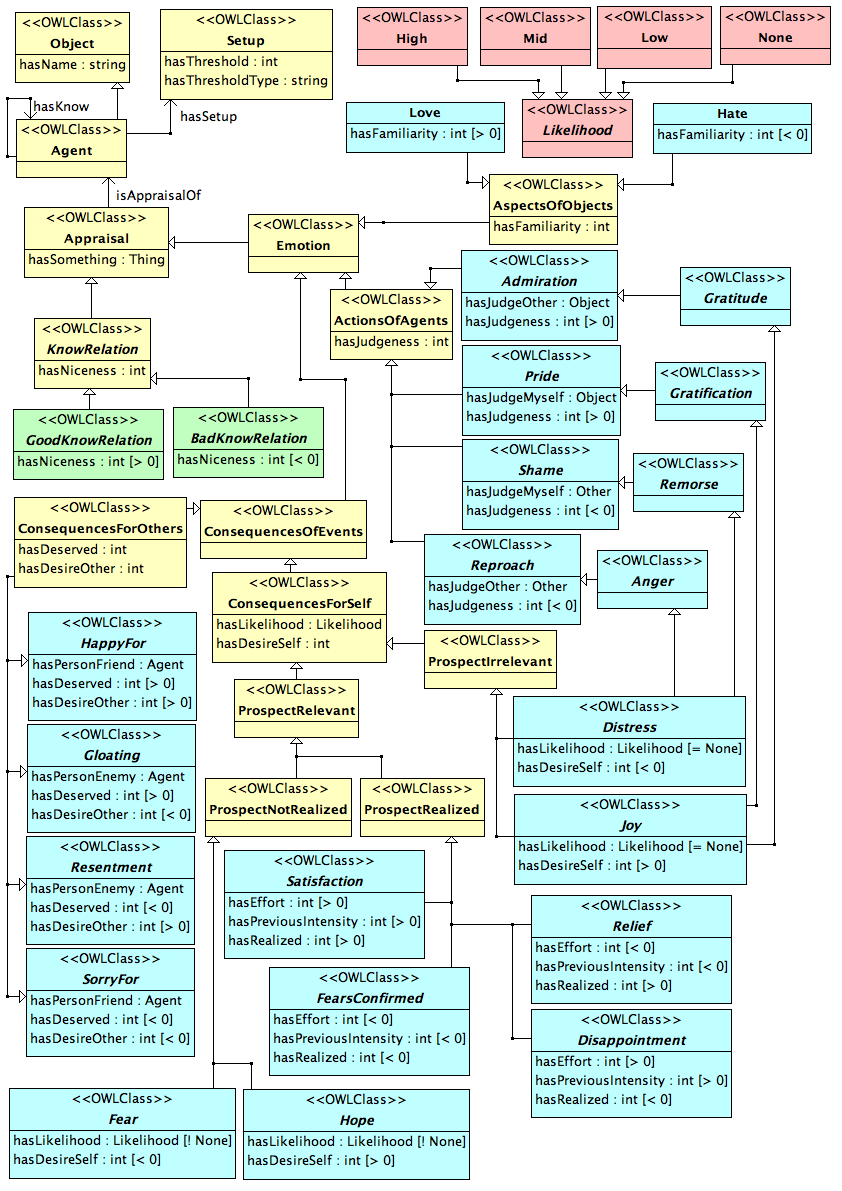 <<OWLClass>>
Object
hasName : string
<<OWLClass>>
Setup
hasThreshold : int
hasThresholdType : string
<<OWLClass>>
High
<<OWLClass>>
Mid
<<OWLClass>>
Low
<<OWLClass>>
None
hasKnow
hasSetup
<<OWLClass>>
Agent
Love
hasFamiliarity : int [> 0]
<<OWLClass>>
Likelihood
Hate
hasFamiliarity : int [< 0]
isAppraisalOf
<<OWLClass>>
AspectsOfObjects
hasFamiliarity : int
<<OWLClass>>
Appraisal
hasSomething : Thing
<<OWLClass>>
Emotion
<<OWLClass>>
Admiration
hasJudgeOther : Object
hasJudgeness : int [> 0]
<<OWLClass>>
Gratitude
<<OWLClass>>
ActionsOfAgents
hasJudgeness : int
<<OWLClass>>
KnowRelation
hasNiceness : int
<<OWLClass>>
Pride
hasJudgeMyself : Object
hasJudgeness : int [> 0]
<<OWLClass>>
Gratification
<<OWLClass>>
GoodKnowRelation
hasNiceness : int [> 0]
<<OWLClass>>
BadKnowRelation
hasNiceness : int [< 0]
<<OWLClass>>
Shame
hasJudgeMyself : Other
hasJudgeness : int [< 0]
<<OWLClass>>
Remorse
<<OWLClass>>
ConsequencesForOthers
hasDeserved : int
hasDesireOther : int
<<OWLClass>>
ConsequencesOfEvents
<<OWLClass>>
Reproach
hasJudgeOther : Other
hasJudgeness : int [< 0]
<<OWLClass>>
Anger
<<OWLClass>>
ConsequencesForSelf
hasLikelihood : Likelihood
hasDesireSelf : int
<<OWLClass>>
HappyFor
hasPersonFriend : Agent
hasDeserved : int [> 0]
hasDesireOther : int [> 0]
<<OWLClass>>
ProspectIrrelevant
<<OWLClass>>
ProspectRelevant
<<OWLClass>>
Distress
hasLikelihood : Likelihood [= None]
hasDesireSelf : int [< 0]
<<OWLClass>>
Gloating
hasPersonEnemy : Agent
hasDeserved : int [> 0]
hasDesireOther : int [< 0]
<<OWLClass>>
ProspectNotRealized
<<OWLClass>>
ProspectRealized
<<OWLClass>>
Joy
hasLikelihood : Likelihood [= None]
hasDesireSelf : int [> 0]
<<OWLClass>>
Resentment
hasPersonEnemy : Agent
hasDeserved : int [< 0]
hasDesireOther : int [> 0]
<<OWLClass>>
Satisfaction
hasEffort : int [> 0]
hasPreviousIntensity : int [> 0]
hasRealized : int [> 0]
<<OWLClass>>
Relief
hasEffort : int [< 0]
hasPreviousIntensity : int [< 0]
hasRealized : int [> 0]
<<OWLClass>>
SorryFor
hasPersonFriend : Agent
hasDeserved : int [< 0]
hasDesireOther : int [< 0]
<<OWLClass>>
FearsConfirmed
hasEffort : int [< 0]
hasPreviousIntensity : int [< 0]
hasRealized : int [< 0]
<<OWLClass>>
Disappointment
hasEffort : int [> 0]
hasPreviousIntensity : int [> 0]
hasRealized : int [< 0]
<<OWLClass>>
Fear
hasLikelihood : Likelihood [! None]
hasDesireSelf : int [< 0]
<<OWLClass>>
Hope
hasLikelihood : Likelihood [! None]
hasDesireSelf : int [> 0]